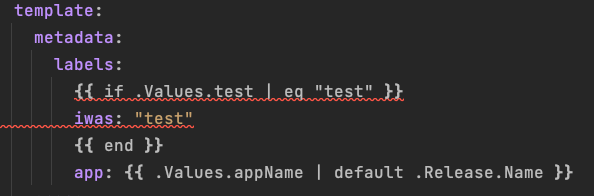 template:
metadata:
labels:
{{ if .Values.test | eq "test" }}
iwas: "test"
{{ end }}
app: {{ .Values.appName | default .Release.Name }}